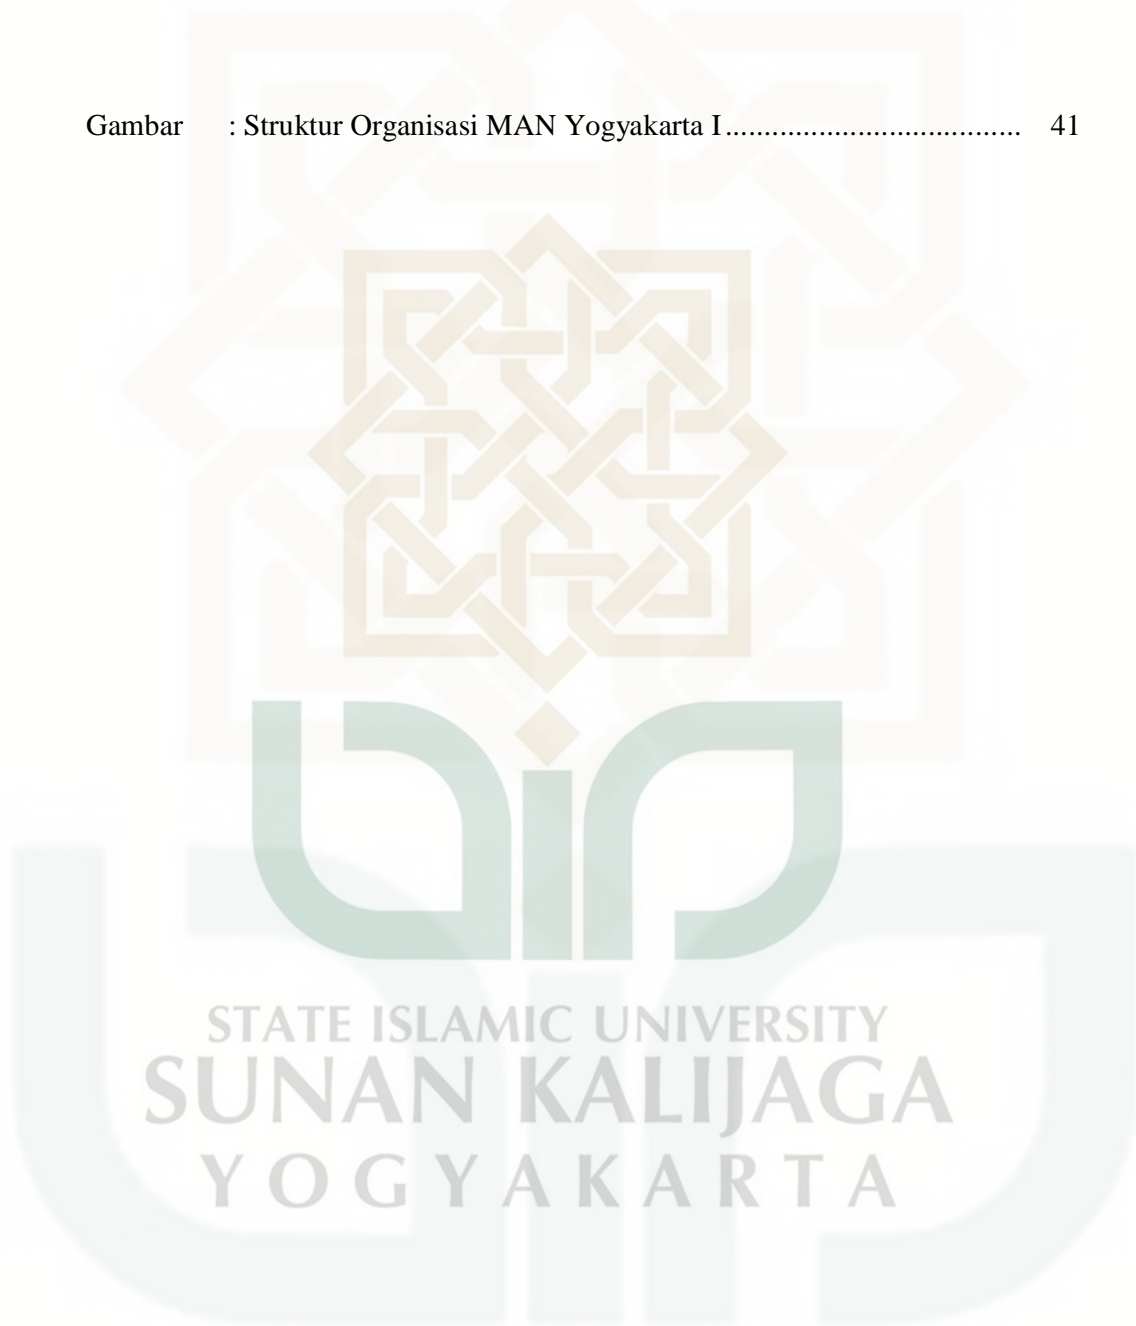 Gambar : Struktur Organisasi MAN Yogyakarta I..................................... 41
STATE ISLAMIC UNIVERSITY
SUNAN KALIJAGA
YOGYAKARTA